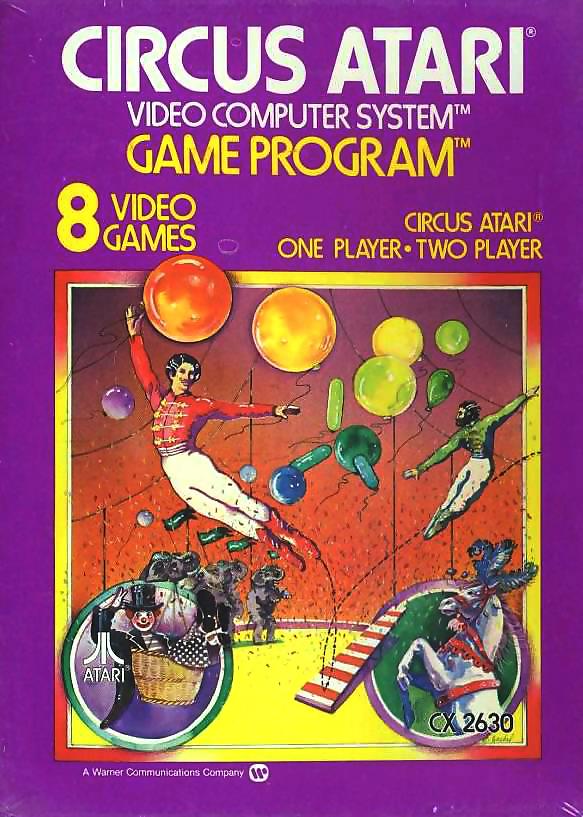 CIRCUS ATARI®
VIDEO COMPUTER SYSTEM™
GAME PROGRAM™
8 VIDEO GAMES
CIRCUS ATARI®
ONE PLAYER • TWO PLAYER
ATARI®
CX 2630
A Warner Communications Company